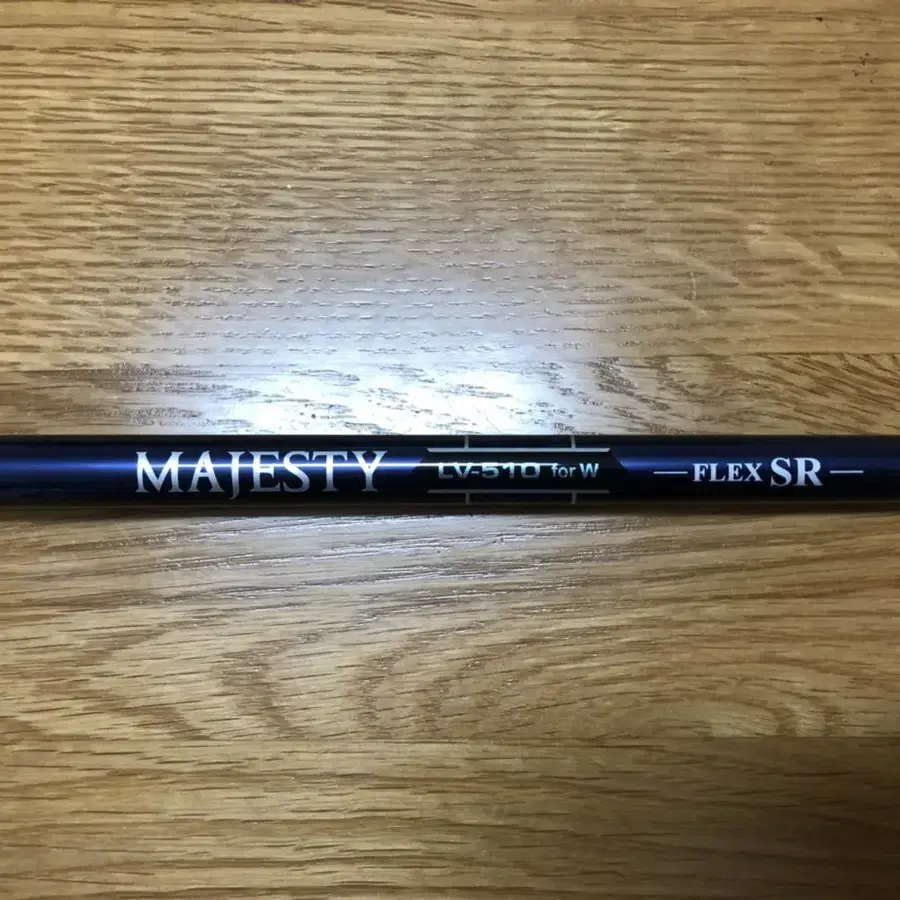 MAJESTY LV-510 for W — FLEX SR —